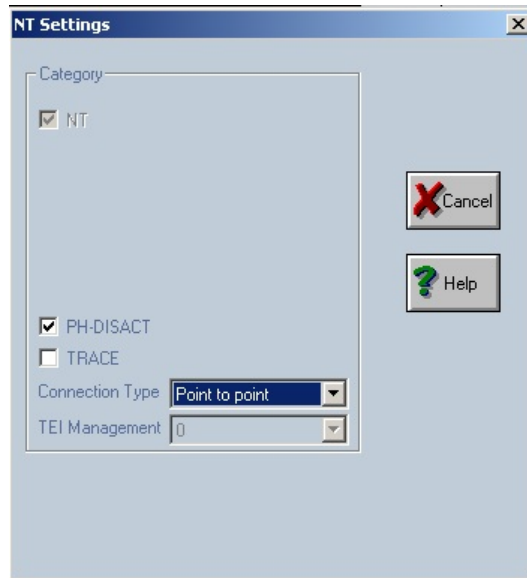 NT Settings
Category
NT
Cancel
Help
PH-DISACT
TRACE
Connection Type Point to point
TEI Management 0